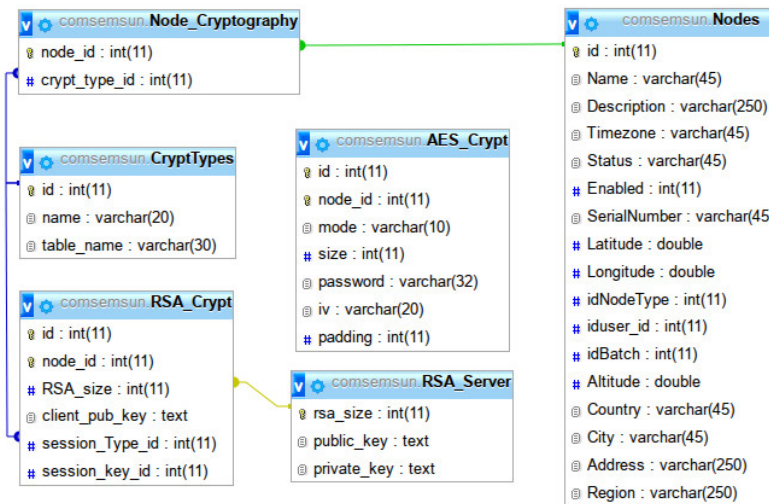 comsemsun.Node_Cryptography
node_id : int(11)
# crypt_type_id : int(11)
comsemsun.CryptTypes
id : int(11)
name : varchar(20)
table_name : varchar(30)
comsemsun.RSA_Crypt
id : int(11)
node_id : int(11)
# RSA_size : int(11)
client_pub_key : text
# session_Type_id : int(11)
# session_key_id : int(11)
comsemsun.AES_Crypt
id : int(11)
node_id : int(11)
mode : varchar(10)
# size : int(11)
password : varchar(32)
iv : varchar(20)
# padding : int(11)
comsemsun.RSA_Server
rsa_size : int(11)
public_key : text
private_key : text
comsemsun.Nodes
id : int(11)
Name : varchar(45)
Description : varchar(250)
Timezone : varchar(45)
Status : varchar(45)
# Enabled : int(11)
SerialNumber : varchar(45
# Latitude : double
# Longitude : double
# idNodeType : int(11)
# iduser_id : int(11)
# idBatch : int(11)
# Altitude : double
Country : varchar(45)
City : varchar(45)
Address : varchar(250)
Region : varchar(250)